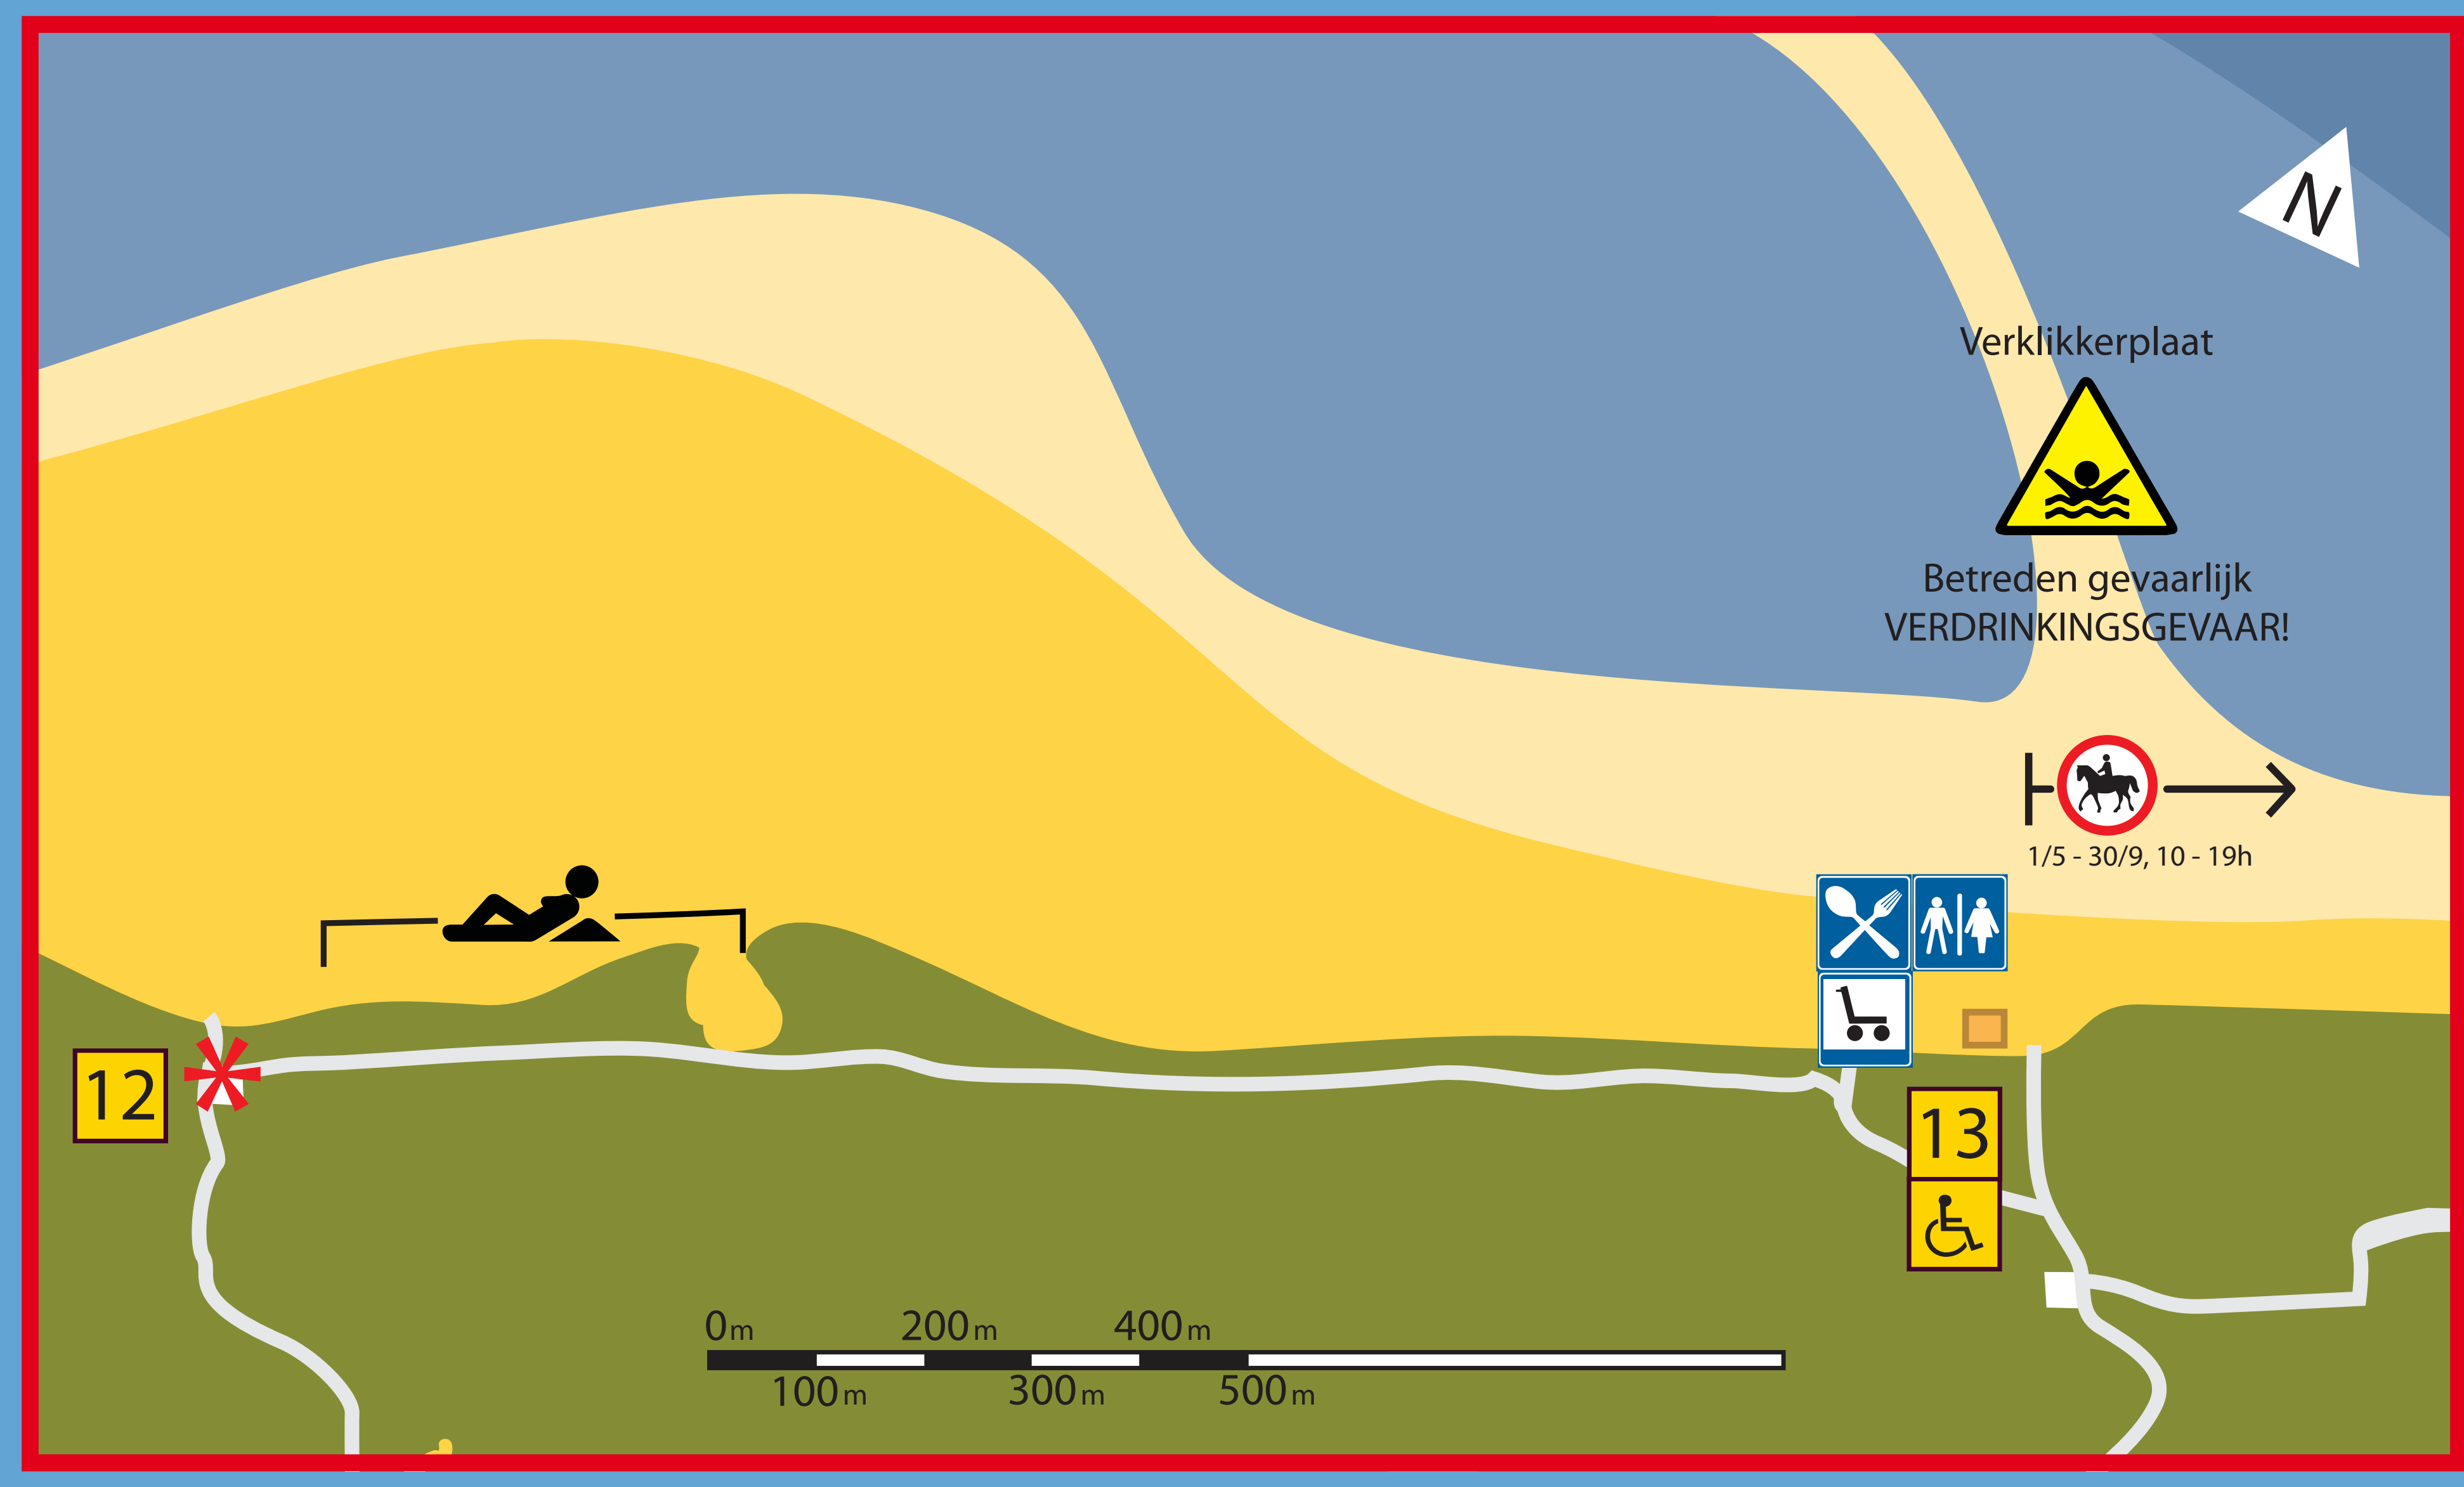 N
Verklikkerplaat
Betreden gevaarlijk
VERDRINKINGSGEVAAR!
1/5 - 30/9, 10 - 19h
12
13
0m 200m 400m
100m 300m 500m